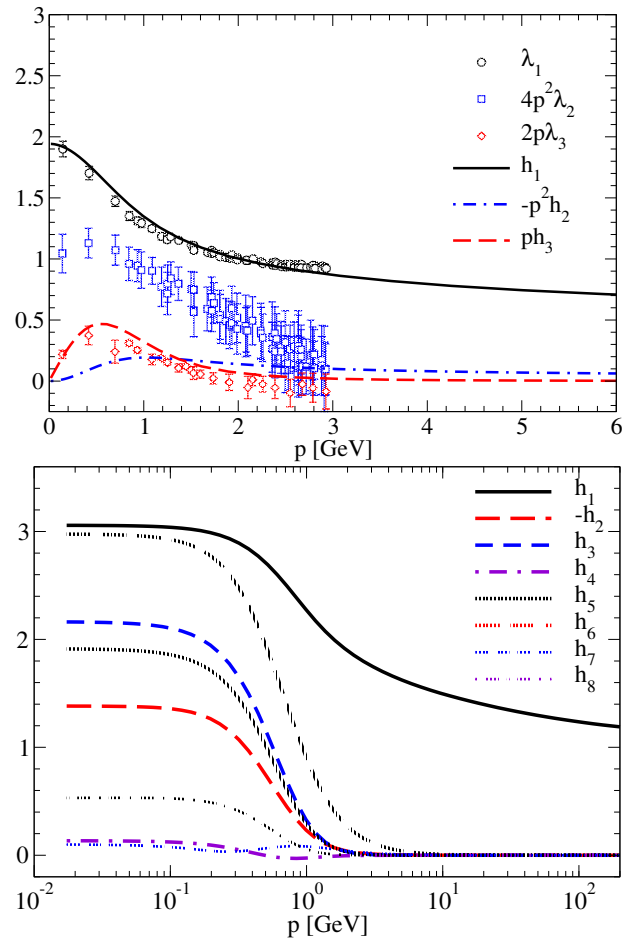 3
2.5
2
1.5
1
0.5
0
0 1 2 3 4 5 6
p [GeV]
λ₁
4p²λ₂
2pλ₃
h₁
-p²h₂
ph₃
3
2
1
0
10⁻² 10⁻¹ 10⁰ 10¹ 10²
p [GeV]
h₁
-h₂
h₃
h₄
h₅
h₆
h₇
h₈